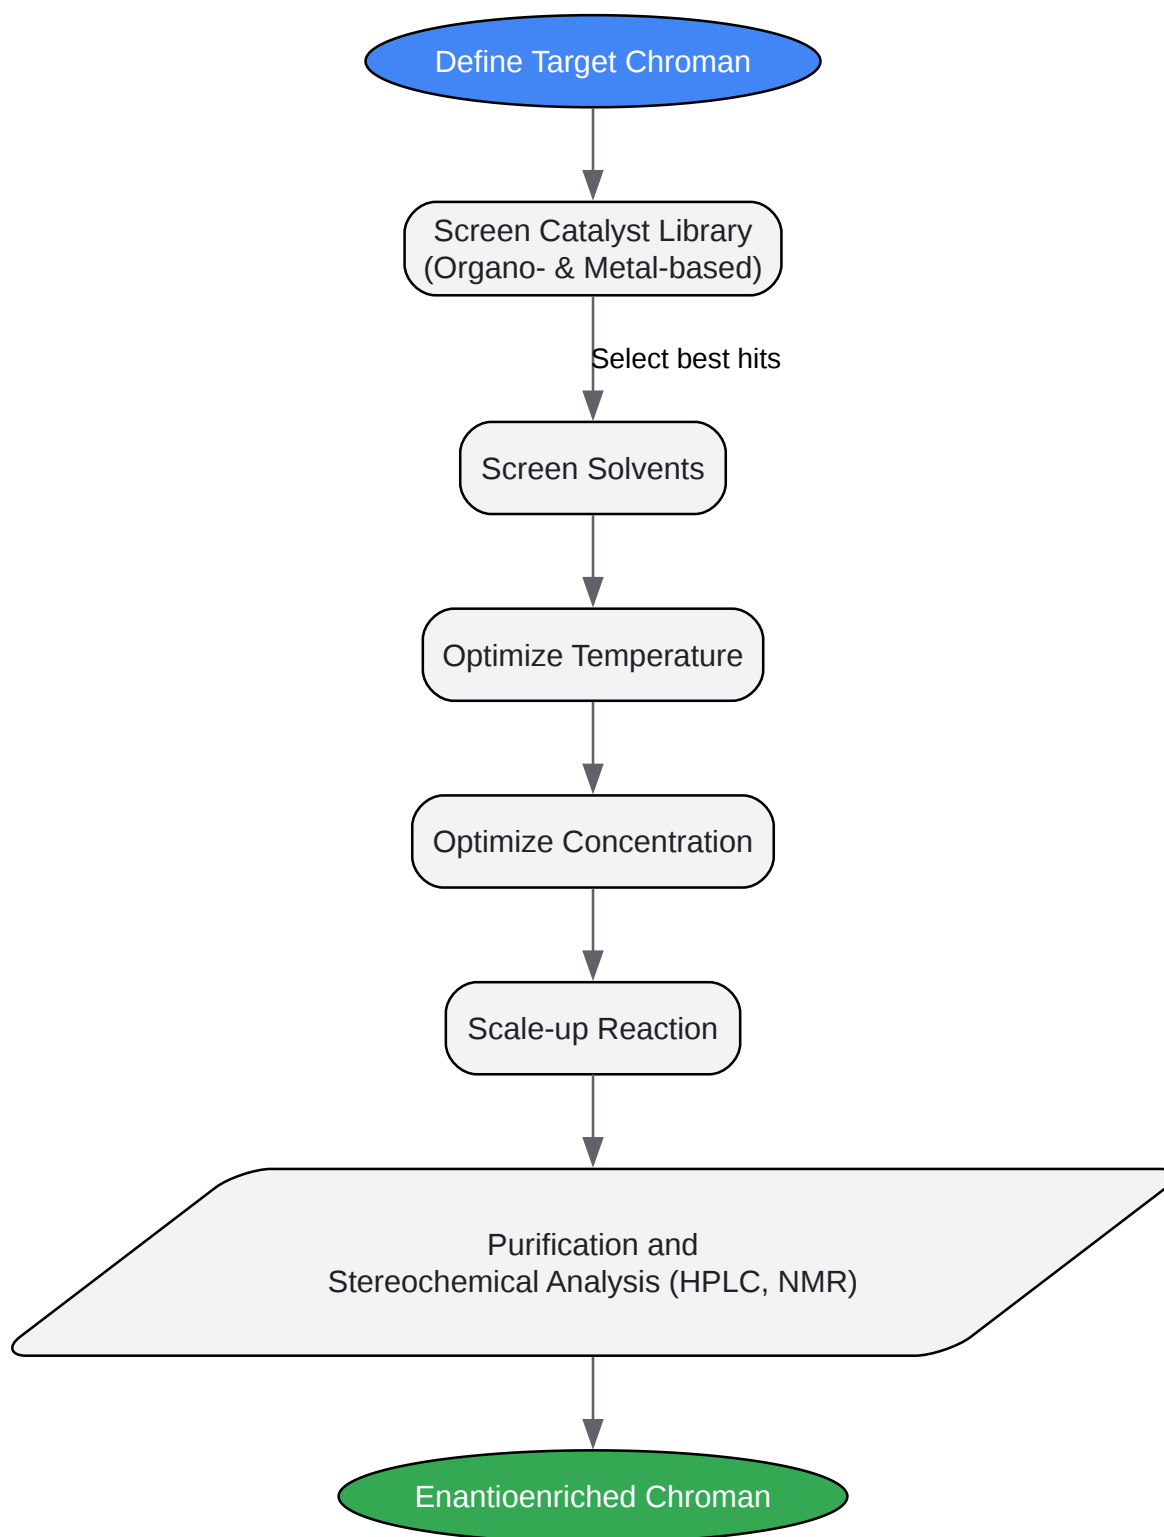 Define Target Chroman
Screen Catalyst Library
(Organo- & Metal-based)
Select best hits
Screen Solvents
Optimize Temperature
Optimize Concentration
Scale-up Reaction
Purification and
Stereochemical Analysis (HPLC, NMR)
Enantioenriched Chroman